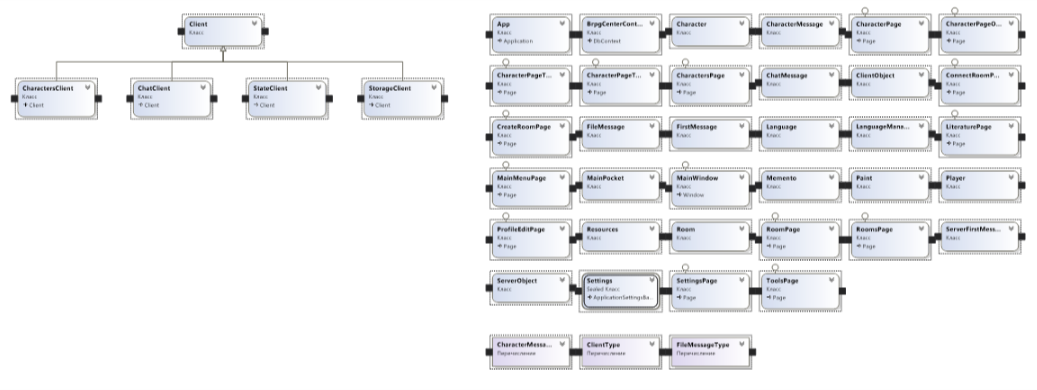 Client
Класс
CharactersClient
Класс
Client
ChatClient
Класс
Client
StateClient
Класс
Client
StorageClient
Класс
Client
App
Класс
Application
BrpgCenterCont...
Класс
DbContext
Character
Класс
CharacterMessage
Класс
CharacterPage
Класс
Page
CharacterPageO...
Класс
Page
CharacterPageT...
Класс
Page
CharacterPageT...
Класс
Page
CharactersPage
Класс
Page
ChatMessage
Класс
ClientObject
Класс
ConnectRoomP...
Класс
Page
CreateRoomPage
Класс
Page
FileMessage
Класс
FirstMessage
Класс
Language
Класс
LanguageMana...
Класс
LiteraturePage
Класс
Page
MainMenuPage
Класс
Page
MainPocket
Класс
MainWindow
Класс
Window
Memento
Класс
Paint
Класс
Player
Класс
ProfileEditPage
Класс
Page
Resources
Класс
Room
Класс
RoomPage
Класс
Page
RoomsPage
Класс
Page
ServerFirstMess...
Класс
ServerObject
Класс
Settings
Sealed Класс
ApplicationSettingsBa...
SettingsPage
Класс
Page
ToolsPage
Класс
Page
CharacterMessa...
Перечисление
ClientType
Перечисление
FileMessageType
Перечисление